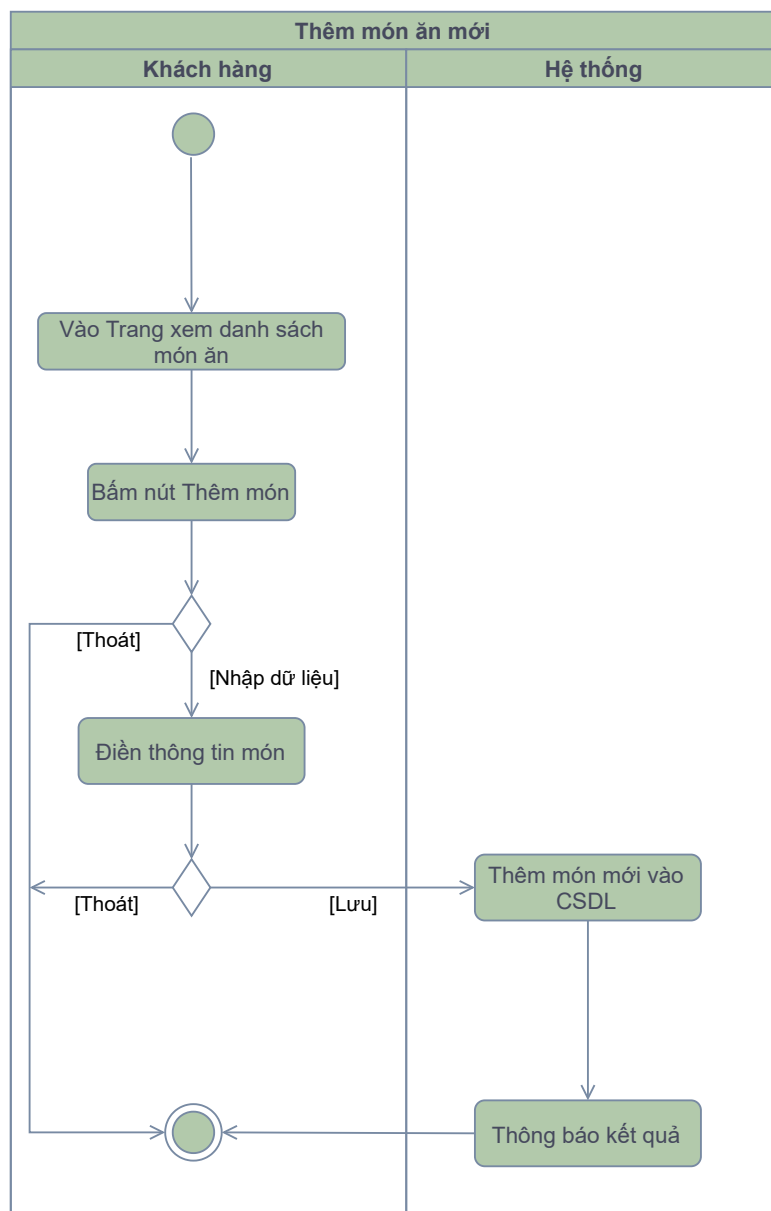 Thêm món ăn mới
Khách hàng
Hệ thống
Vào Trang xem danh sách
món ăn
Bấm nút Thêm món
[Thoát]
[Nhập dữ liệu]
Điền thông tin món
[Thoát]
[Lưu]
Thêm món mới vào
CSDL
Thông báo kết quả